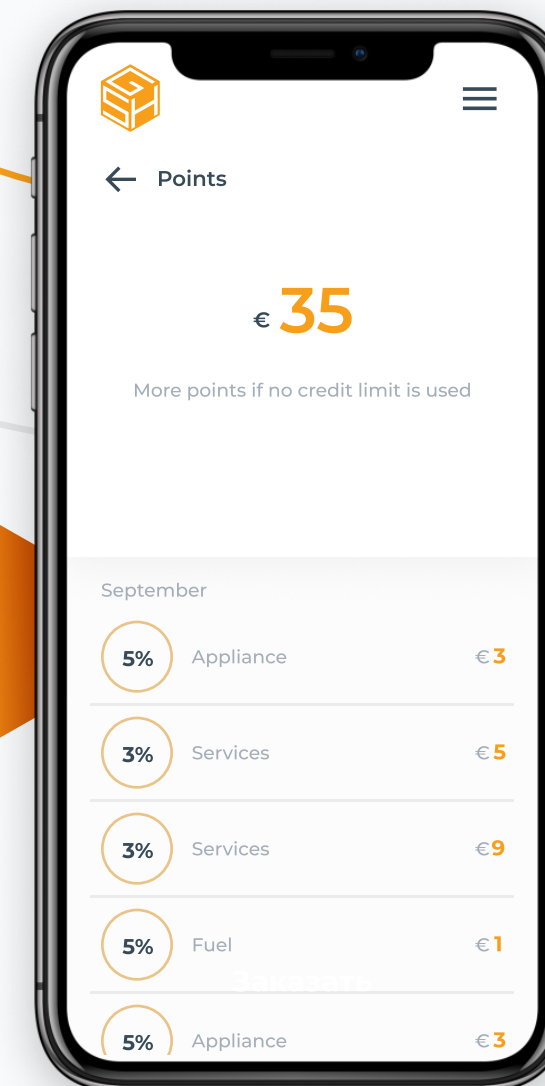 GSH
Points
€ 35
More points if no credit limit is used
September
5% Appliance € 3
3% Services € 5
3% Services € 9
5% Fuel € 1
Заказать
5% Appliance € 3